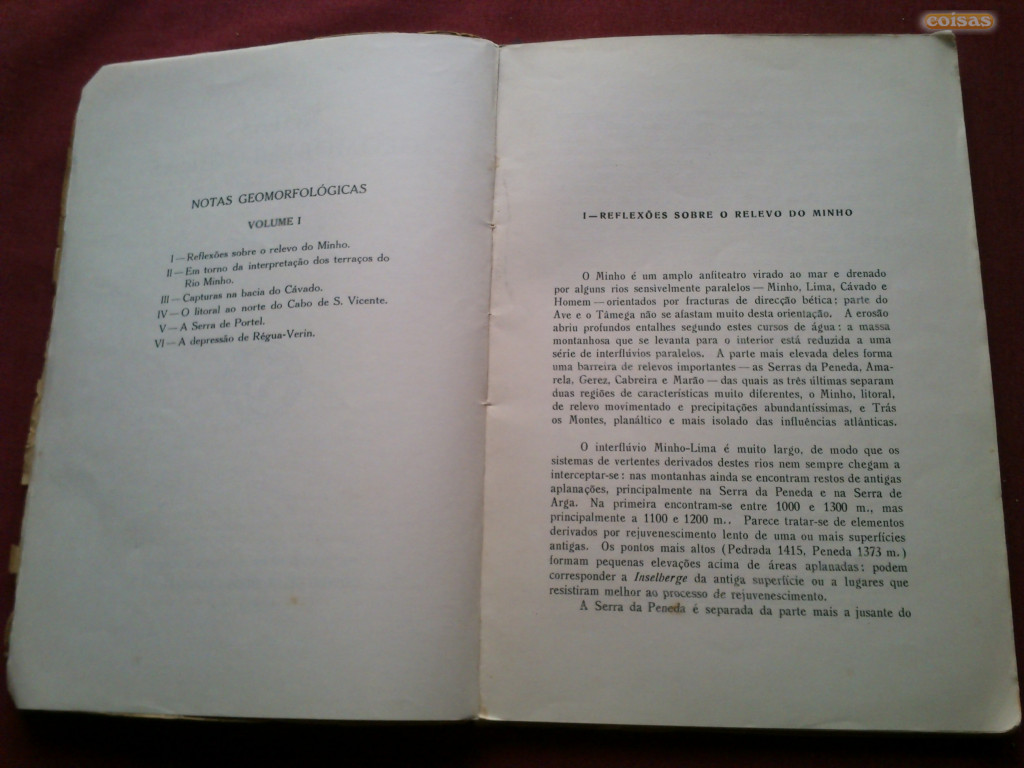 coisas
NOTAS GEOMORFOLÓGICAS
VOLUME I
I — Reflexões sobre o relevo do Minho.
II — Em torno da interpretação dos terraços do
Rio Minho.
III — Capturas na bacia do Cávado.
IV — O litoral ao norte do Cabo de S. Vicente.
V — A Serra de Portel.
VI — A depressão de Régua-Verin.
I — REFLEXÕES SOBRE O RELEVO DO MINHO
O Minho é um amplo anfiteatro virado ao mar e drenado
por alguns rios sensivelmente paralelos — Minho, Lima, Cávado e
Homem — orientados por fracturas de direcção bética: parte do
Ave e o Tâmega não se afastam muito desta orientação. A erosão
abriu profundos entalhes segundo estes cursos de água: a massa
montanhosa que se levanta para o interior está reduzida a uma
série de interflúvios paralelos. A parte mais elevada deles forma
uma barreira de relevos importantes — as Serras da Peneda, Ama-
rela, Gerez, Cabreira e Marão — das quais as três últimas separam
duas regiões de características muito diferentes, o Minho, litoral,
de relevo movimentado e precipitações abundantíssimas, e Trás
os Montes, planáltico e mais isolado das influências atlânticas.
O interflúvio Minho-Lima é muito largo, de modo que os
sistemas de vertentes derivados destes rios nem sempre chegam a
interceptar-se: nas montanhas ainda se encontram restos de antigas
aplanações, principalmente na Serra da Peneda e na Serra de
Arga. Na primeira encontram-se entre 1000 e 1300 m., mas
principalmente a 1100 e 1200 m.. Parece tratar-se de elementos
derivados por rejuvenescimento lento de uma ou mais superfícies
antigas. Os pontos mais altos (Pedrada 1415, Peneda 1373 m.)
formam pequenas elevações acima de áreas aplanadas: podem
corresponder a Inselberge da antiga superfície ou a lugares que
resistiram melhor ao processo de rejuvenescimento.
A Serra da Peneda é separada da parte mais a jusante do